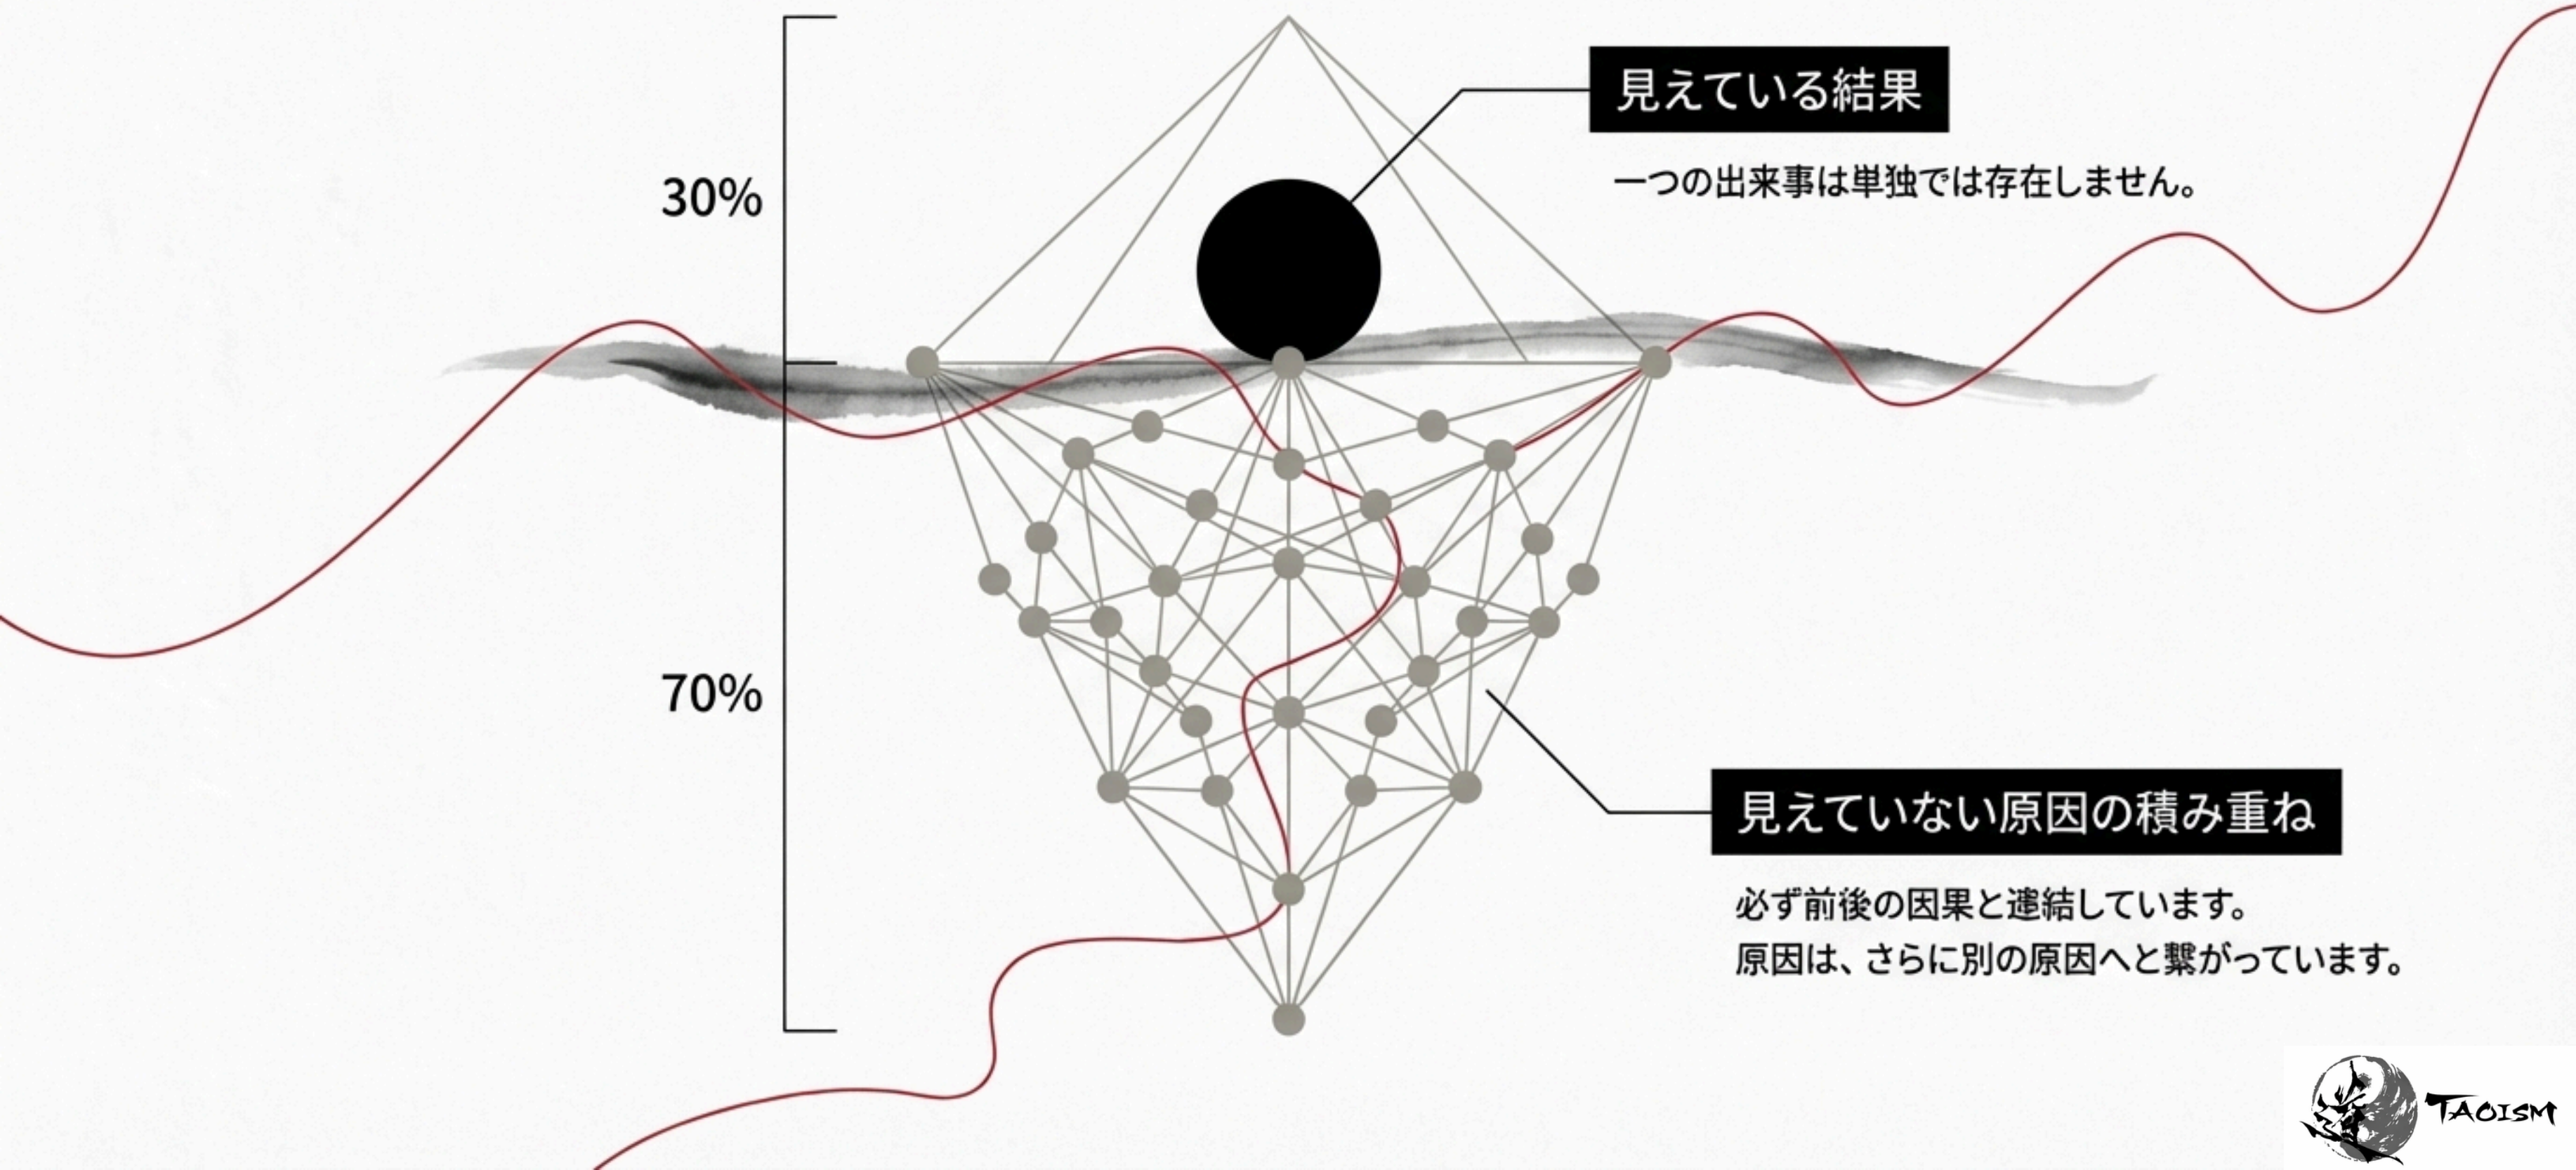 見えている結果
一つの出来事は単独では存在しません。
30%
70%
見えていない原因の積み重ね
必ず前後の因果と連結しています。
原因は、さらに別の原因へと繋がっています。
道
TAOISM